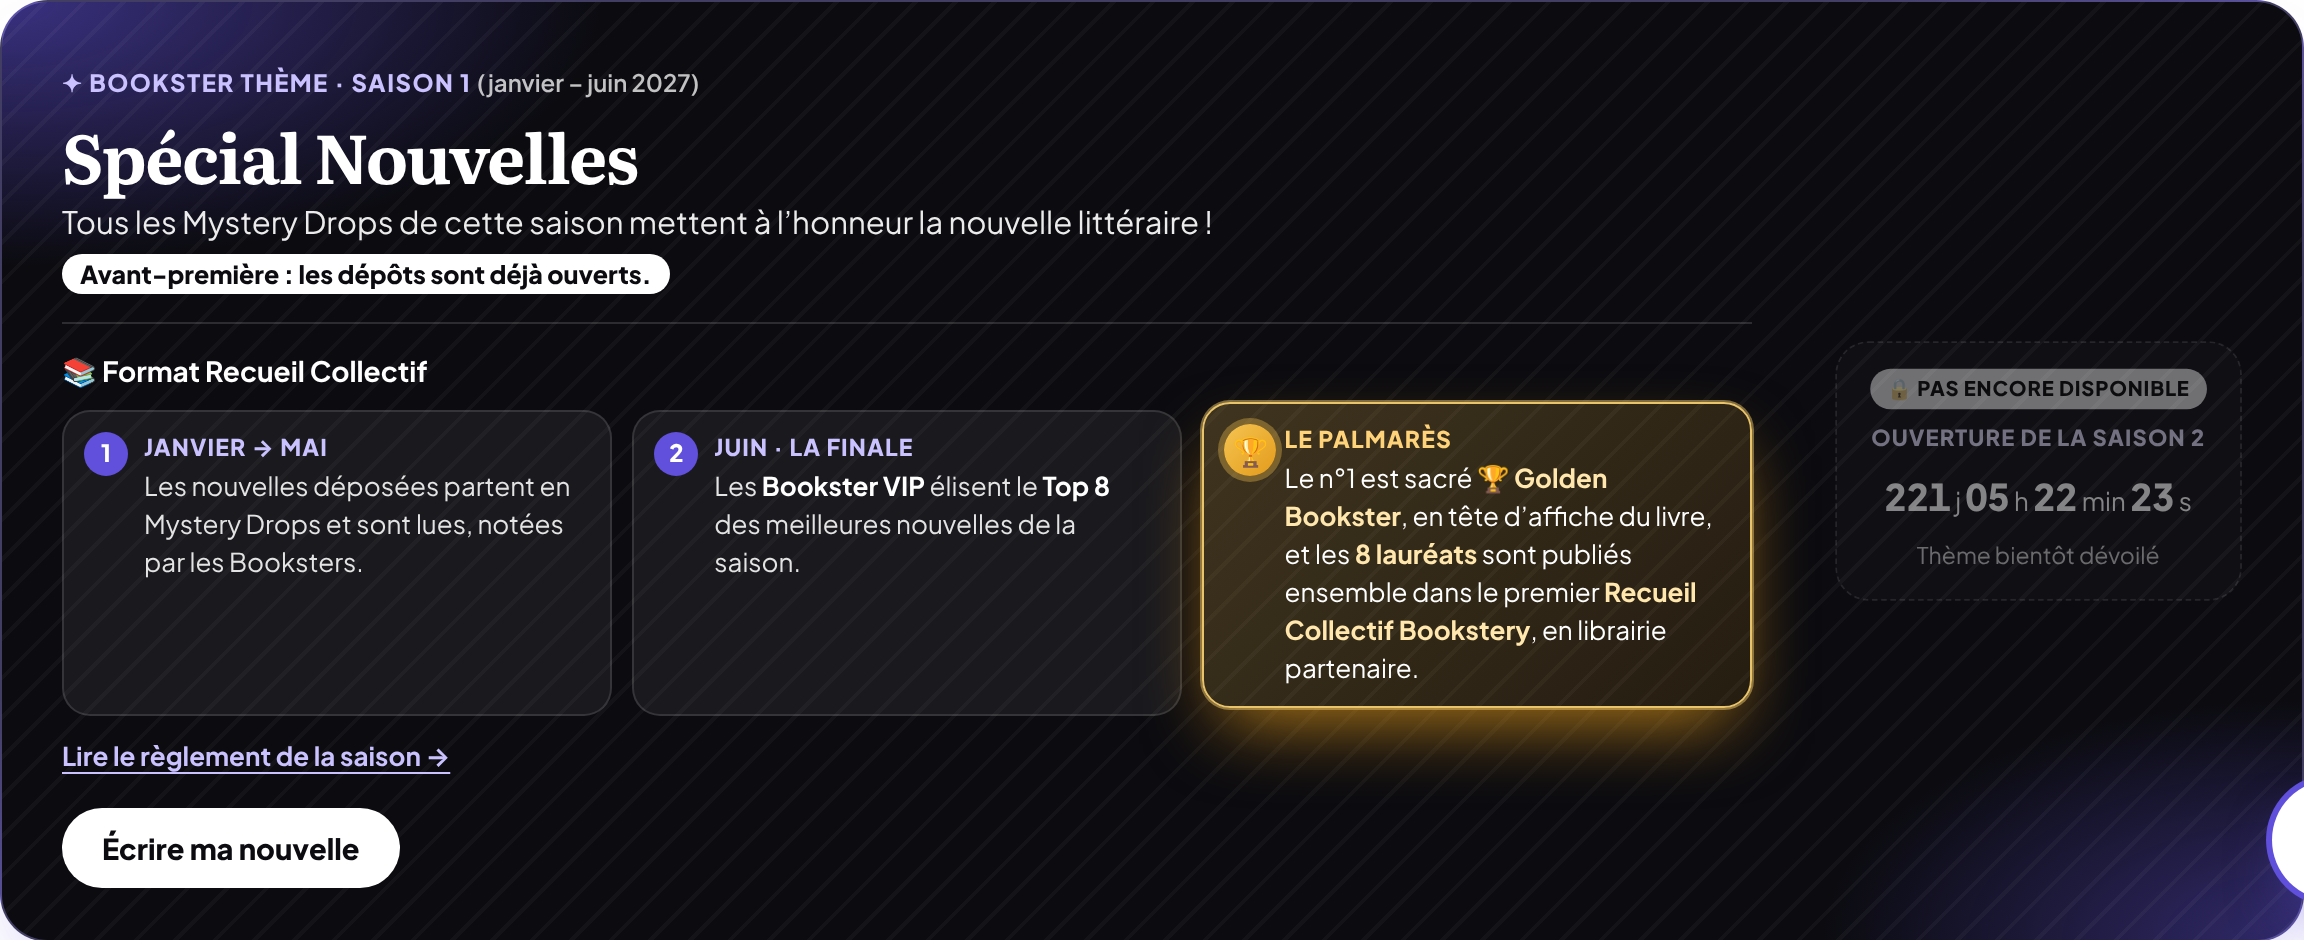 ✦ BOOKSTER THÈME · SAISON 1 (janvier – juin 2027)
Spécial Nouvelles
Tous les Mystery Drops de cette saison mettent à l’honneur la nouvelle littéraire !
Avant-première : les dépôts sont déjà ouverts.
📚 Format Recueil Collectif
1
JANVIER → MAI
Les nouvelles déposées partent en
Mystery Drops et sont lues, notées
par les Booksters.
2
JUIN · LA FINALE
Les Bookster VIP élisent le Top 8
des meilleures nouvelles de la
saison.
🏆
LE PALMARÈS
Le n°1 est sacré 🏆 Golden
Bookster, en tête d’affiche du livre,
et les 8 lauréats sont publiés
ensemble dans le premier Recueil
Collectif Bookstery, en librairie
partenaire.
Lire le règlement de la saison →
Écrire ma nouvelle
🔒 PAS ENCORE DISPONIBLE
OUVERTURE DE LA SAISON 2
221 j 05 h 22 min 23 s
Thème bientôt dévoilé